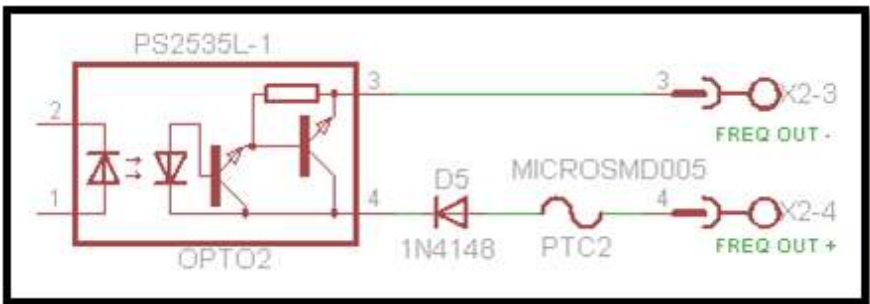 PS2535L-1
3
3
X2-3
2
FREQ OUT -
MICROSMD005
D5
1
4
4
X2-4
1N4148
PTC2
FREQ OUT +
OPTO2